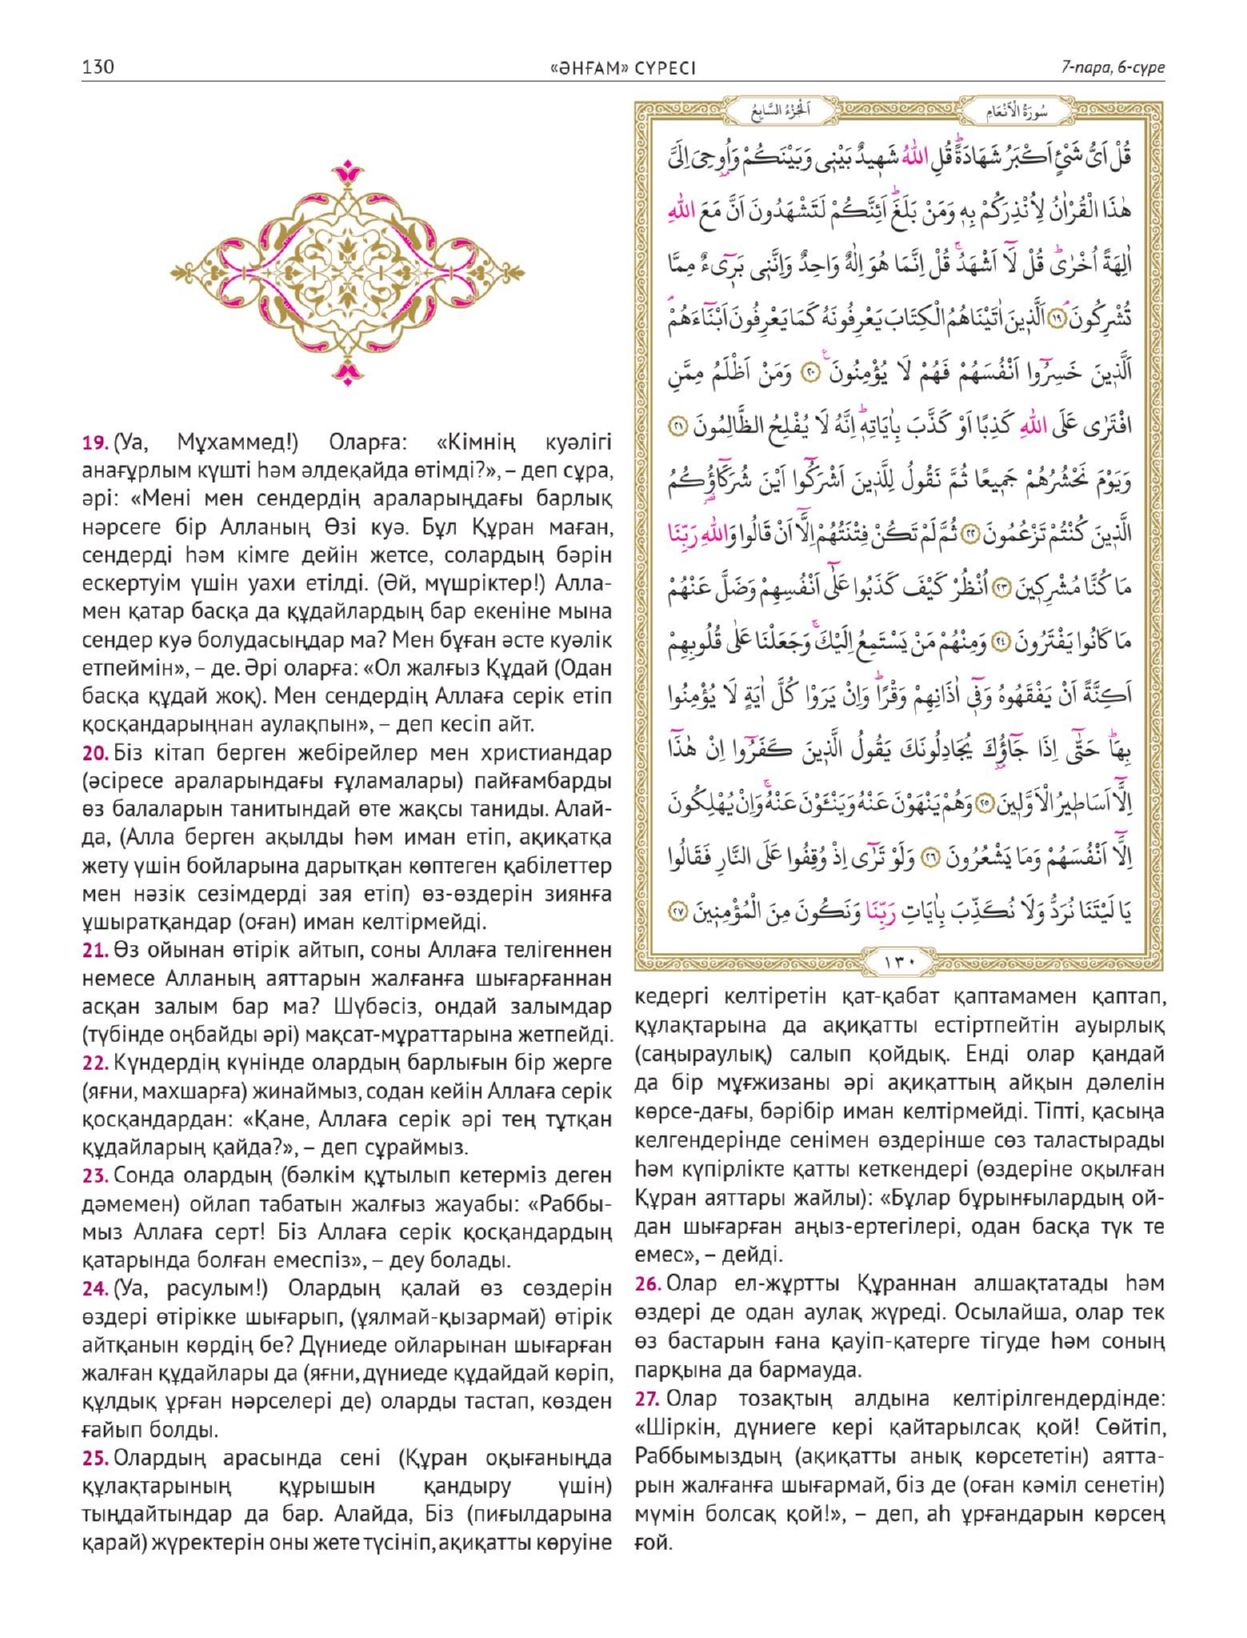 130
«ӘНҒАМ» СҮРЕСІ
7-пара, 6-сүре
19. (Уа, Мұхаммед!) Оларға: «Кімнің куәлігі
анағұрлым күшті һәм әлдеқайда өтімді?», – деп сұра,
әрі: «Мені мен сендердің араларыңдағы барлық
нәрсеге бір Алланың Өзі куә. Бұл Құран маған,
сендерді һәм кімге дейін жетсе, солардың бәрін
ескертуім үшін уахи етілді. (Әй, мүшріктер!) Алла-
мен қатар басқа да құдайлардың бар екеніне мына
сендер куә болудасыңдар ма? Мен бұған әсте куәлік
етпеймін», – де. Әрі оларға: «Ол жалғыз Құдай (Одан
басқа құдай жоқ). Мен сендердің Аллаға серік етіп
қосқандарыңнан аулақпын», – деп кесіп айт.
20. Біз кітап берген жебірейлер мен христиандар
(әсіресе араларындағы ғұламалары) пайғамбарды
өз балаларын танитындай өте жақсы таниды. Алай-
да, (Алла берген ақылды һәм иман етіп, ақиқатқа
жету үшін бойларына дарытқан көптеген қабілеттер
мен нәзік сезімдерді зая етіп) өз-өздерін зиянға
ұшыратқандар (оған) иман келтірмейді.
21. Өз ойынан өтірік айтып, соны Аллаға телігеннен
немесе Алланың аяттарын жалғанға шығарғаннан
асқан залым бар ма? Шүбәсіз, ондай залымдар
(түбінде оңбайды әрі) мақсат-мұраттарына жетпейді.
22. Күндердің күнінде олардың барлығын бір жерге
(яғни, махшарға) жинаймыз, содан кейін Аллаға серік
қосқандардан: «Қане, Аллаға серік әрі тең тұтқан
құдайларың қайда?», – деп сұраймыз.
23. Сонда олардың (бәлкім құтылып кетерміз деген
дәмемен) ойлап табатын жалғыз жауабы: «Раббы-
мыз Аллаға серт! Біз Аллаға серік қосқандардың
қатарында болған емеспіз», – деу болады.
24. (Уа, расулым!) Олардың қалай өз сөздерін
өздері өтірікке шығарып, (ұялмай-қызармай) өтірік
айтқанын көрдің бе? Дүниеде ойларынан шығарған
жалған құдайлары да (яғни, дүниеде құдайдай көріп,
құлдық ұрған нәрселері де) оларды тастап, көзден
ғайып болды.
25. Олардың арасында сені (Құран оқығаныңда
құлақтарының құрышын қандыру үшін)
тыңдайтындар да бар. Алайда, Біз (пиғылдарына
қарай) жүректерін оны жете түсініп, ақиқатты көруіне
اَلْجُزْءُ السَّابِعُ
سُورَةُ الْاَنْعَامِ
قُلْ اَىُّ شَىْءٍ اَكْبَرُ شَهَادَةًۜ قُلِ اللّٰهُ شَه۪يدٌ بَيْن۪ى وَبَيْنَكُمْ وَاُو۫حِىَ اِلَىَّ
هٰذَا الْقُرْاٰنُ لِاُنْذِرَكُمْ بِه۪ وَمَنْ بَلَغَۜ اَئِنَّكُمْ لَتَشْهَدُونَ اَنَّ مَعَ اللّٰهِ
اٰلِهَةً اُخْرٰىۜ قُلْ لَٓا اَشْهَدُۚ قُلْ اِنَّمَا هُوَ اِلٰهٌ وَاحِدٌ وَاِنَّن۪ى بَر۪ٓىءٌ مِمَّا
تُشْرِكُونَۢ ﴿١٩﴾ اَلَّذ۪ينَ اٰتَيْنَاهُمُ الْكِتَابَ يَعْرِفُونَهُ كَمَا يَعْرِفُونَ اَبْنَٓاءَهُمْۢ
اَلَّذ۪ينَ خَسِرُٓوا اَنْفُسَهُمْ فَهُمْ لَا يُؤْمِنُونَ۟ ﴿٢٠﴾ وَمَنْ اَظْلَمُ مِمَّنِ
افْتَرٰى عَلَى اللّٰهِ كَذِبًا اَوْ كَذَّبَ بِاٰيَاتِه۪ۜ اِنَّهُ لَا يُفْلِحُ الظَّالِمُونَ ﴿٢١﴾
وَيَوْمَ نَحْشُرُهُمْ جَم۪يعًا ثُمَّ نَقُولُ لِلَّذ۪ينَ اَشْرَكُٓوا اَيْنَ شُرَكَٓاؤُ۬كُمُ
الَّذ۪ينَ كُنْتُمْ تَزْعُمُونَ ﴿٢٢﴾ ثُمَّ لَمْ تَكُنْ فِتْنَتُهُمْ اِلَّٓا اَنْ قَالُوا وَاللّٰهِ رَبِّنَا
مَا كُنَّا مُشْرِك۪ينَ ﴿٢٣﴾ اُنْظُرْ كَيْفَ كَذَبُوا عَلٰٓى اَنْفُسِهِمْ وَضَلَّ عَنْهُمْ
مَا كَانُوا يَفْتَرُونَ ﴿٢٤﴾ وَمِنْهُمْ مَنْ يَسْتَمِعُ اِلَيْكَۚ وَجَعَلْنَا عَلٰى قُلُوبِهِمْ
اَكِنَّةً اَنْ يَفْقَهُوهُ وَف۪ٓى اٰذَانِهِمْ وَقْرًاۜ وَاِنْ يَرَوْا كُلَّ اٰيَةٍ لَا يُؤْمِنُوا
بِهَاۜ حَتّٰٓى اِذَا جَٓاؤُ۫كَ يُجَادِلُونَكَ يَقُولُ الَّذ۪ينَ كَفَرُٓوا اِنْ هٰذَٓا
اِلَّٓا اَسَاط۪يرُ الْاَوَّل۪ينَ ﴿٢٥﴾ وَهُمْ يَنْهَوْنَ عَنْهُ وَيَنْـَٔوْنَ عَنْهُۚ وَاِنْ يُهْلِكُونَ
اِلَّٓا اَنْفُسَهُمْ وَمَا يَشْعُرُونَ ﴿٢٦﴾ وَلَوْ تَرٰٓى اِذْ وُقِفُوا عَلَى النَّارِ فَقَالُوا
يَا لَيْتَنَا نُرَدُّ وَلَا نُكَذِّبَ بِاٰيَاتِ رَبِّنَا وَنَكُونَ مِنَ الْمُؤْمِن۪ينَ ﴿٢٧﴾
١٣٠
кедергі келтіретін қат-қабат қаптамамен қаптап,
құлақтарына да ақиқатты естіртпейтін ауырлық
(саңыраулық) салып қойдық. Енді олар қандай
да бір мұғжизаны әрі ақиқаттың айқын дәлелін
көрсе-дағы, бәрібір иман келтірмейді. Тіпті, қасыңа
келгендерінде сенімен өздерінше сөз таластырады
һәм күпірлікте қатты кеткендері (өздеріне оқылған
Құран аяттары жайлы): «Бұлар бұрынғылардың ой-
дан шығарған аңыз-ертегілері, одан басқа түк те
емес», – дейді.
26. Олар ел-жұртты Құраннан алшақтатады һәм
өздері де одан аулақ жүреді. Осылайша, олар тек
өз бастарын ғана қауіп-қатерге тігуде һәм соның
парқына да бармауда.
27. Олар тозақтың алдына келтірілгендердінде:
«Шіркін, дүниеге кері қайтарылсақ қой! Сөйтіп,
Раббымыздың (ақиқатты анық көрсететін) аятта-
рын жалғанға шығармай, біз де (оған кәміл сенетін)
мүмін болсақ қой!», – деп, аһ ұрғандарын көрсең
ғой.